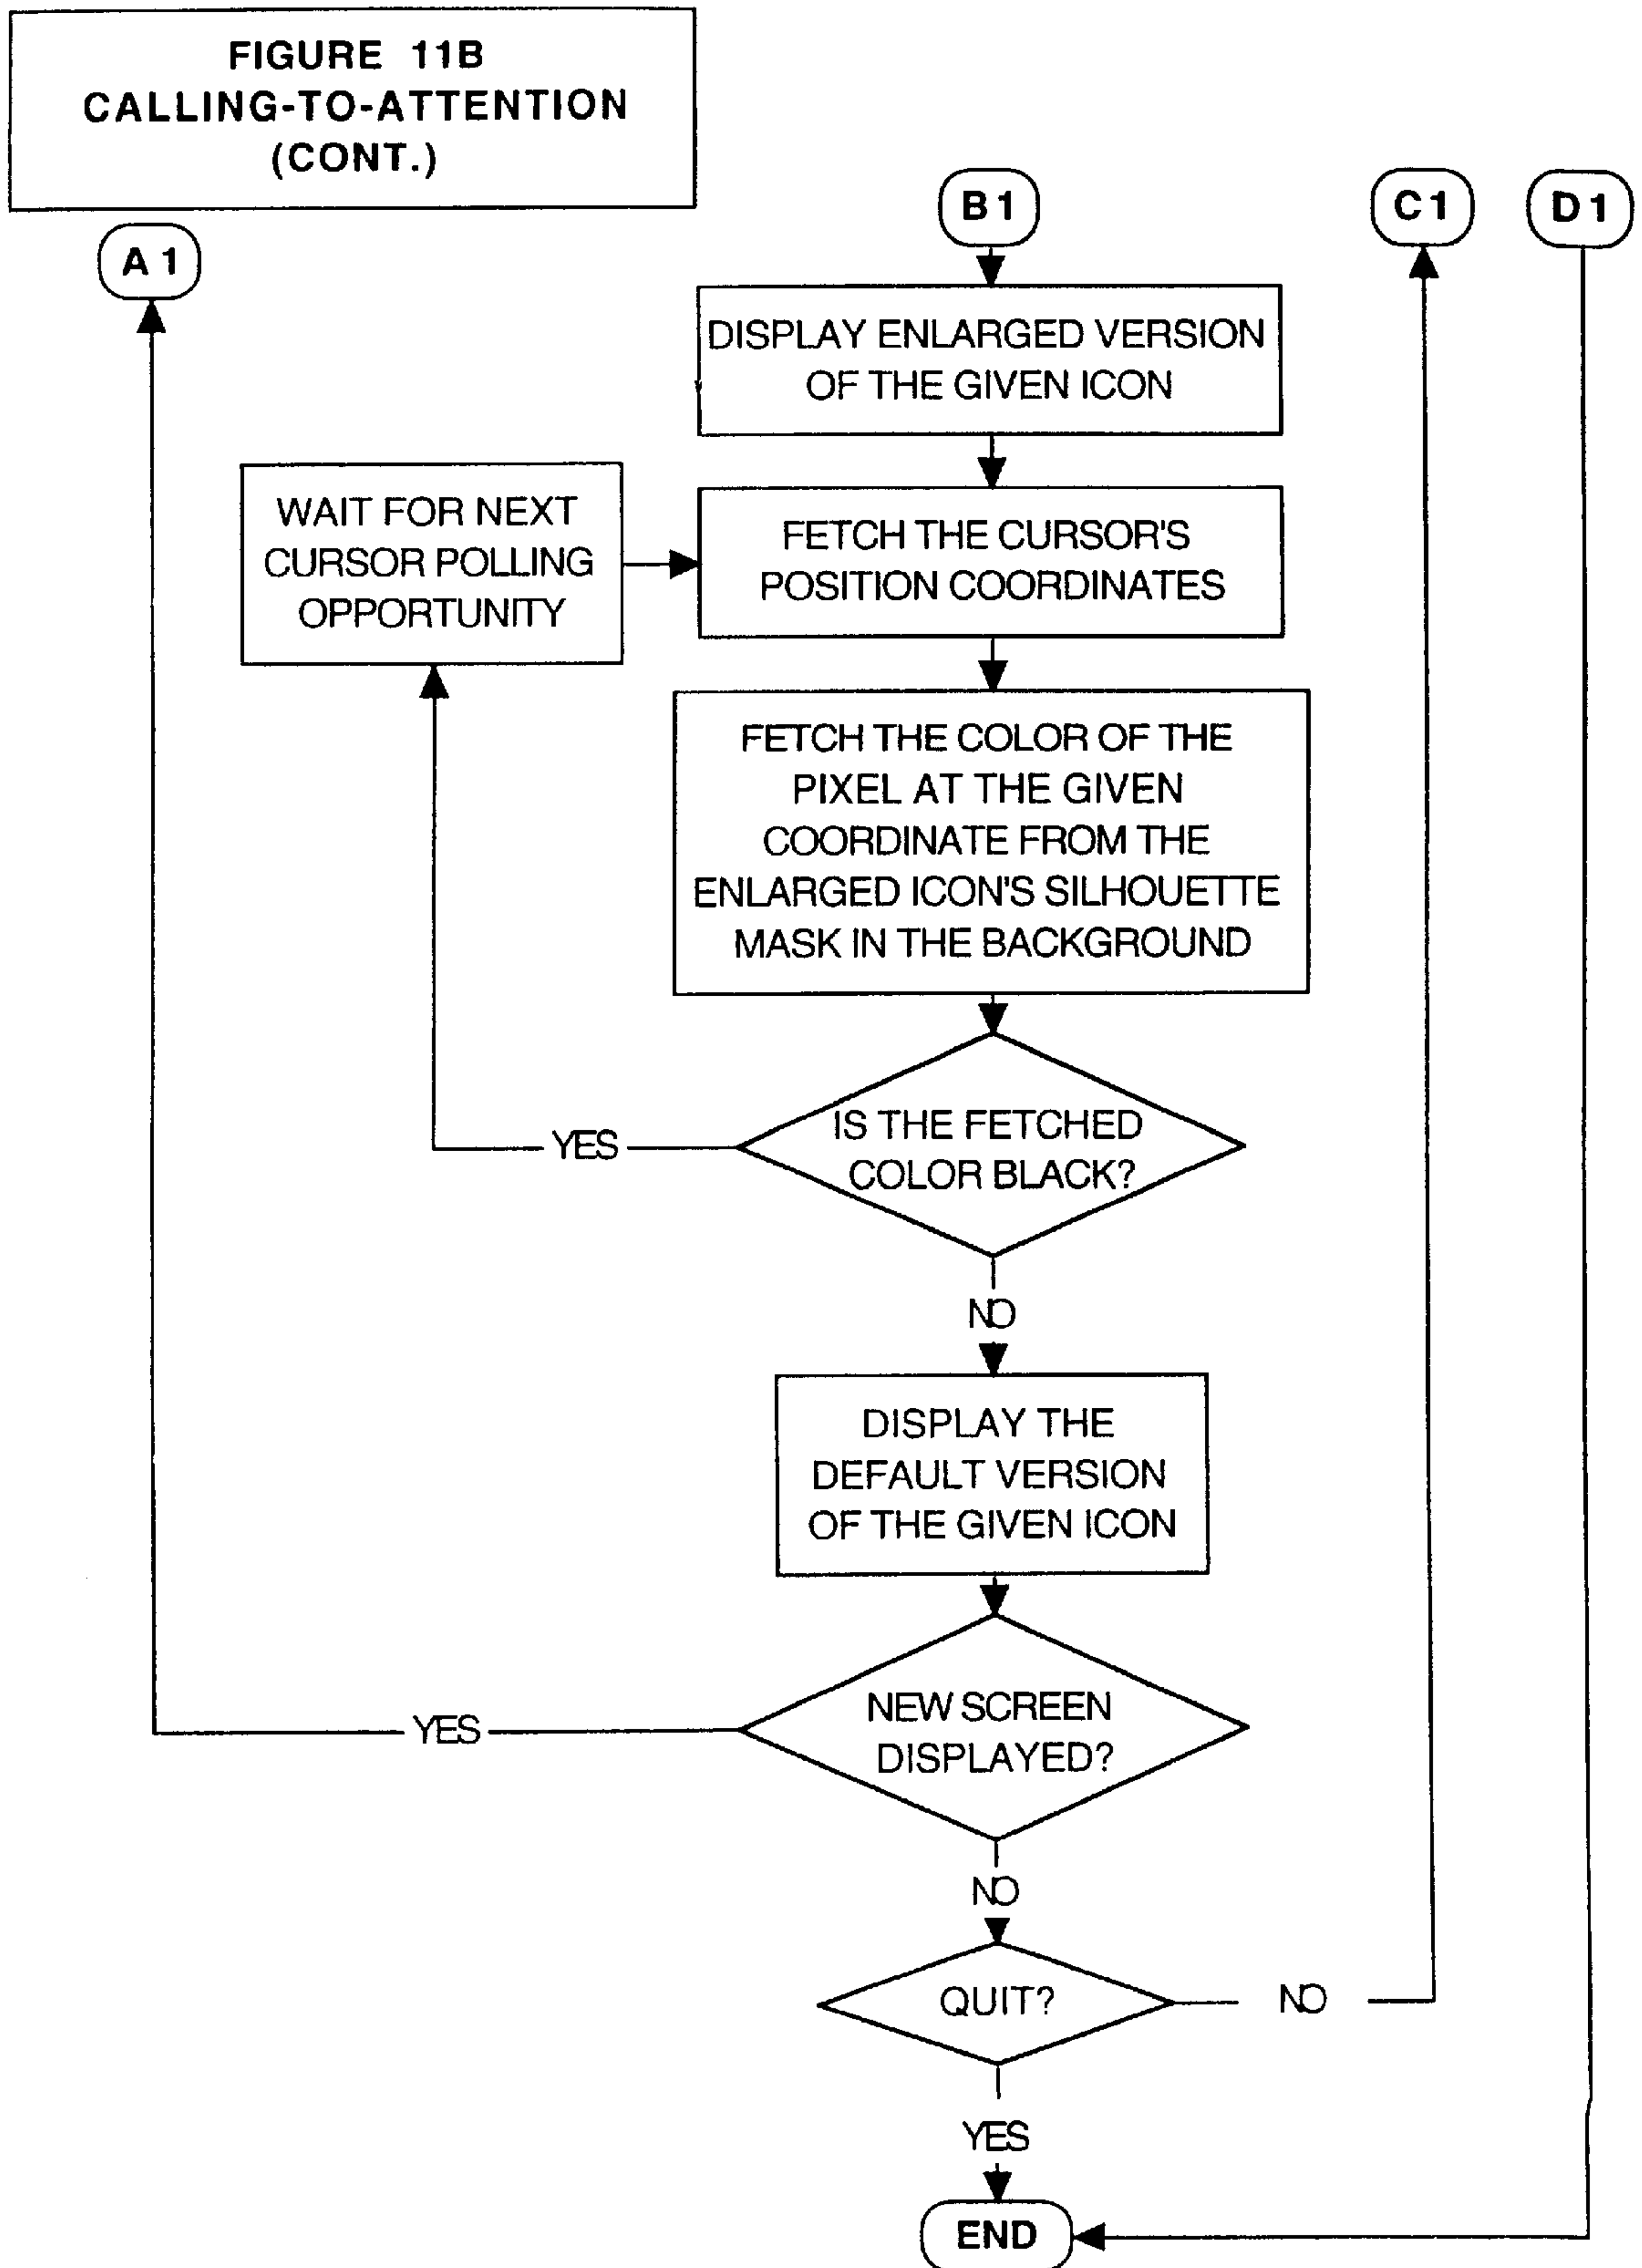 FIGURE 11B
CALLING-TO-ATTENTION
(CONT.)
A1
B1
C1
D1
DISPLAY ENLARGED VERSION
OF THE GIVEN ICON
WAIT FOR NEXT
CURSOR POLLING
OPPORTUNITY
FETCH THE CURSOR'S
POSITION COORDINATES
FETCH THE COLOR OF THE
PIXEL AT THE GIVEN
COORDINATE FROM THE
ENLARGED ICON'S SILHOUETTE
MASK IN THE BACKGROUND
IS THE FETCHED
COLOR BLACK?
YES
NO
DISPLAY THE
DEFAULT VERSION
OF THE GIVEN ICON
NEW SCREEN
DISPLAYED?
YES
NO
QUIT?
NO
YES
END